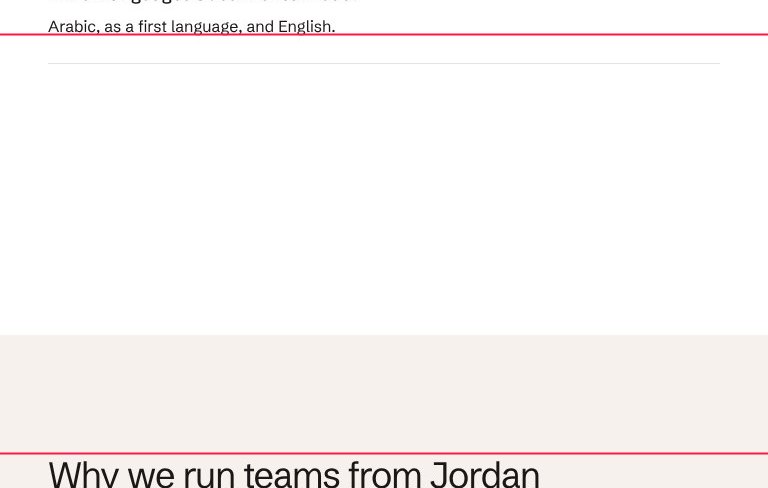 Arabic, as a first language, and English.
Why we run teams from Jordan